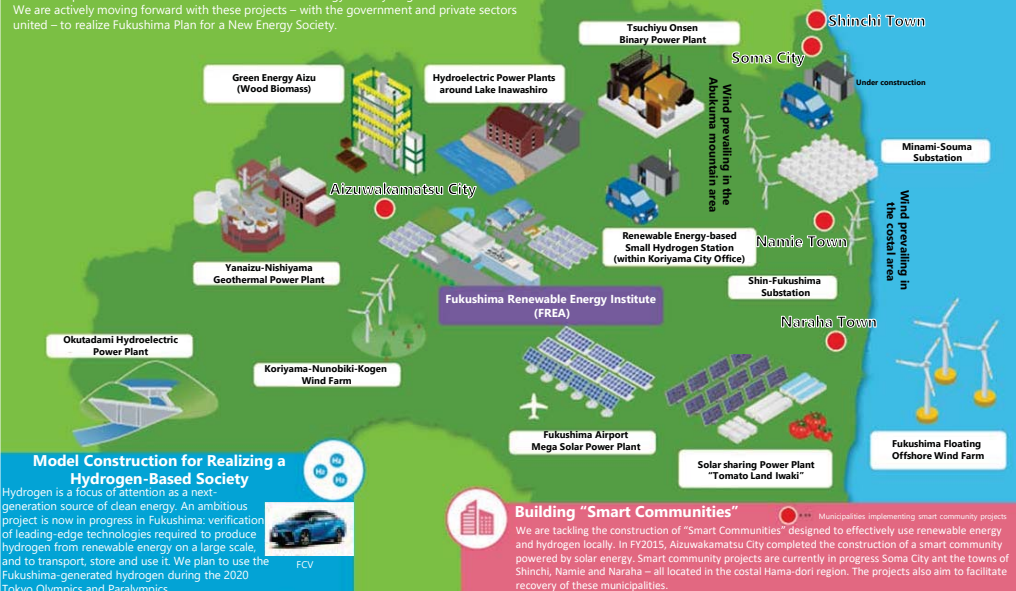 We are actively moving forward with these projects – with the government and private sectors
united – to realize Fukushima Plan for a New Energy Society.
Shinchi Town
Tsuchiyu Onsen
Binary Power Plant
Soma City
Under construction
Green Energy Aizu
(Wood Biomass)
Hydroelectric Power Plants
around Lake Inawashiro
Wind prevailing in the
Abukuma mountain area
Minami-Souma
Substation
Aizuwakamatsu City
Wind prevailing in
the costal area
Renewable Energy-based
Small Hydrogen Station
(within Koriyama City Office)
Namie Town
Yanaizu-Nishiyama
Geothermal Power Plant
Shin-Fukushima
Substation
Fukushima Renewable Energy Institute
(FREA)
Naraha Town
Okutadami Hydroelectric
Power Plant
Koriyama-Nunobiki-Kogen
Wind Farm
Fukushima Airport
Mega Solar Power Plant
Fukushima Floating
Offshore Wind Farm
Solar sharing Power Plant
“Tomato Land Iwaki”
Model Construction for Realizing a
Hydrogen-Based Society
H2
H2
H2
Hydrogen is a focus of attention as a next-
generation source of clean energy. An ambitious
project is now in progress in Fukushima: verification
of leading-edge technologies required to produce
hydrogen from renewable energy on a large scale,
and to transport, store and use it. We plan to use the
Fukushima-generated hydrogen during the 2020
Tokyo Olympics and Paralympics.
FCV
Building “Smart Communities”
••• Municipalities implementing smart community projects
We are tackling the construction of “Smart Communities” designed to effectively use renewable energy
and hydrogen locally. In FY2015, Aizuwakamatsu City completed the construction of a smart community
powered by solar energy. Smart community projects are currently in progress Soma City ant the towns of
Shinchi, Namie and Naraha – all located in the costal Hama-dori region. The projects also aim to facilitate
recovery of these municipalities.